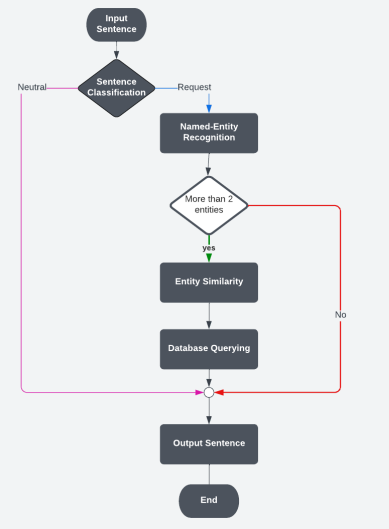 Input
Sentence
Sentence
Classification
Neutral
Request
Named-Entity
Recognition
More than 2
entities
yes
Entity Similarity
No
Database Querying
Output Sentence
End